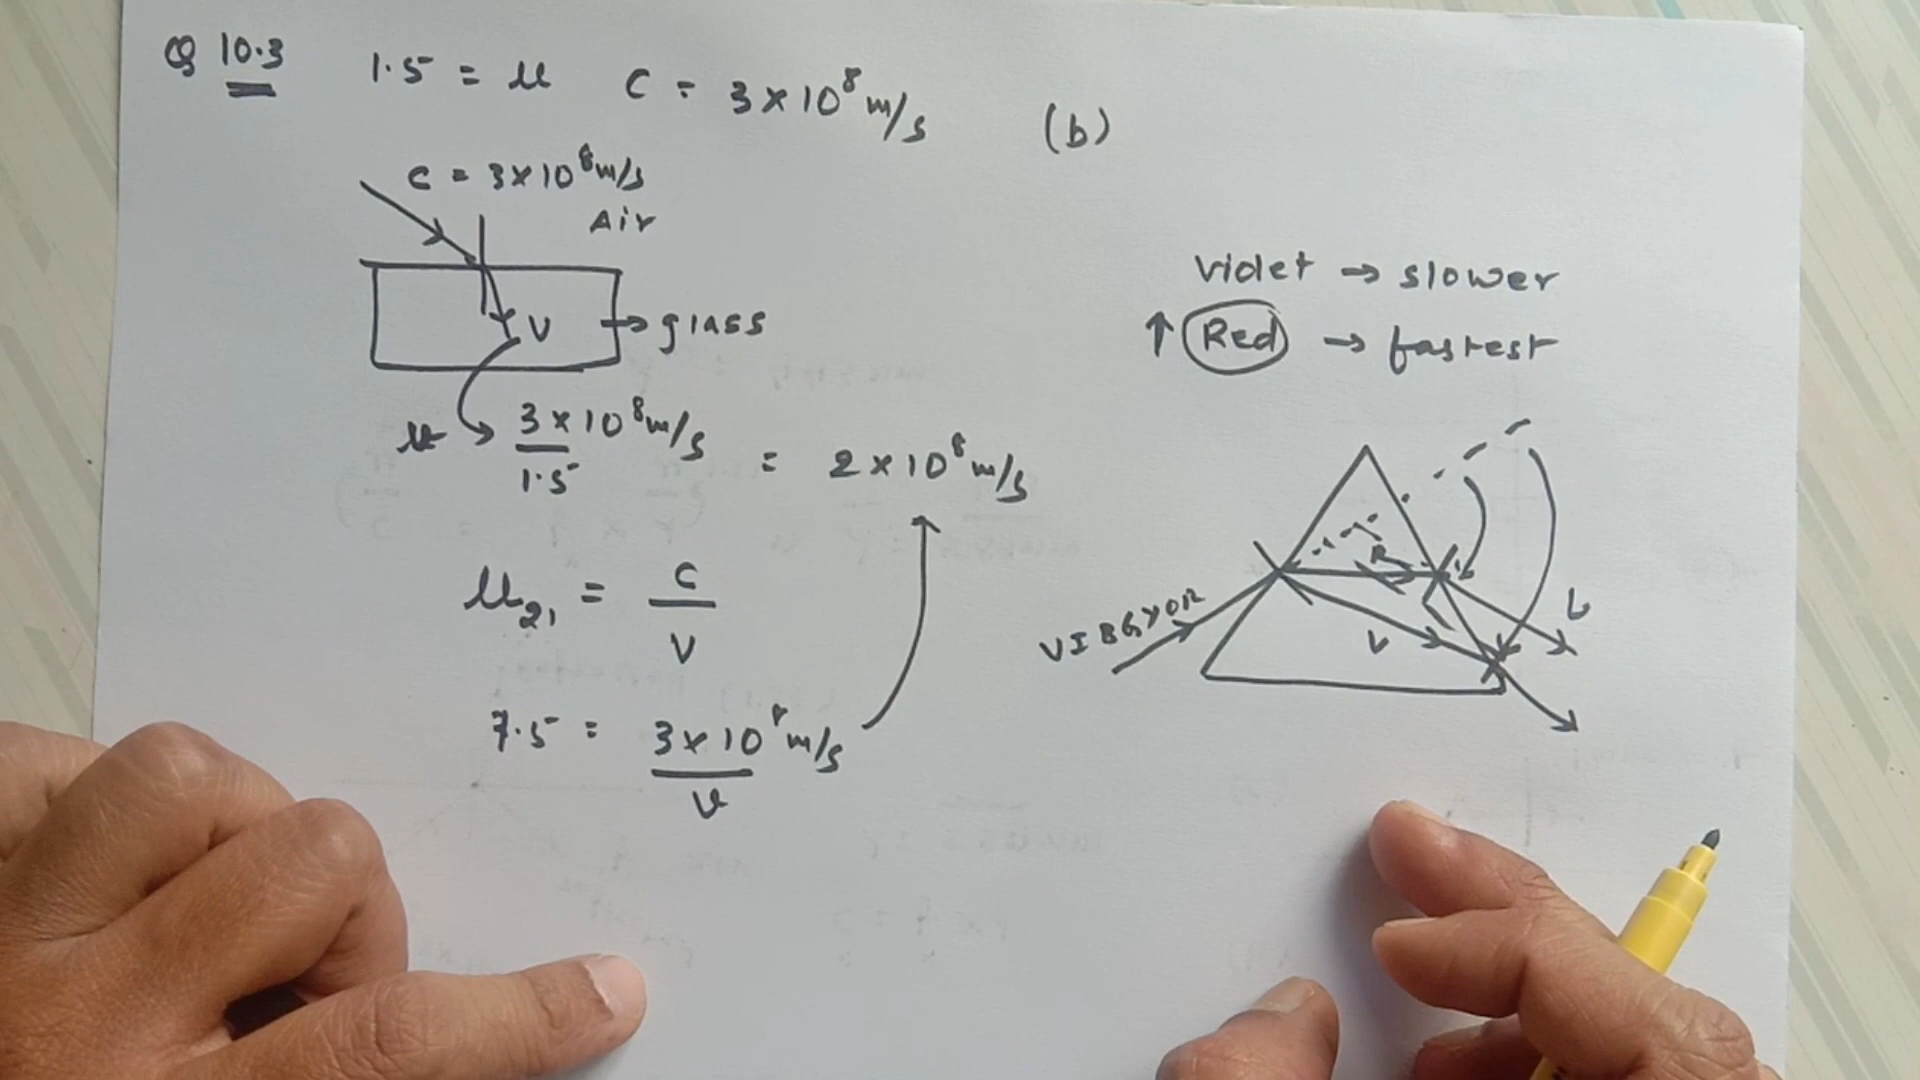 Q 10.3 1.5 = μ C = 3×10⁸ m/s
c = 3×10⁸ m/s
Air
V → glass
3×10⁸ m/s / 1.5 = 2×10⁸ m/s
μ₂₁ = c / v
1.5 = 3×10⁸ m/s / v
(b)
Violet → slower
↑ Red → fastest
VIBGYOR
R
V